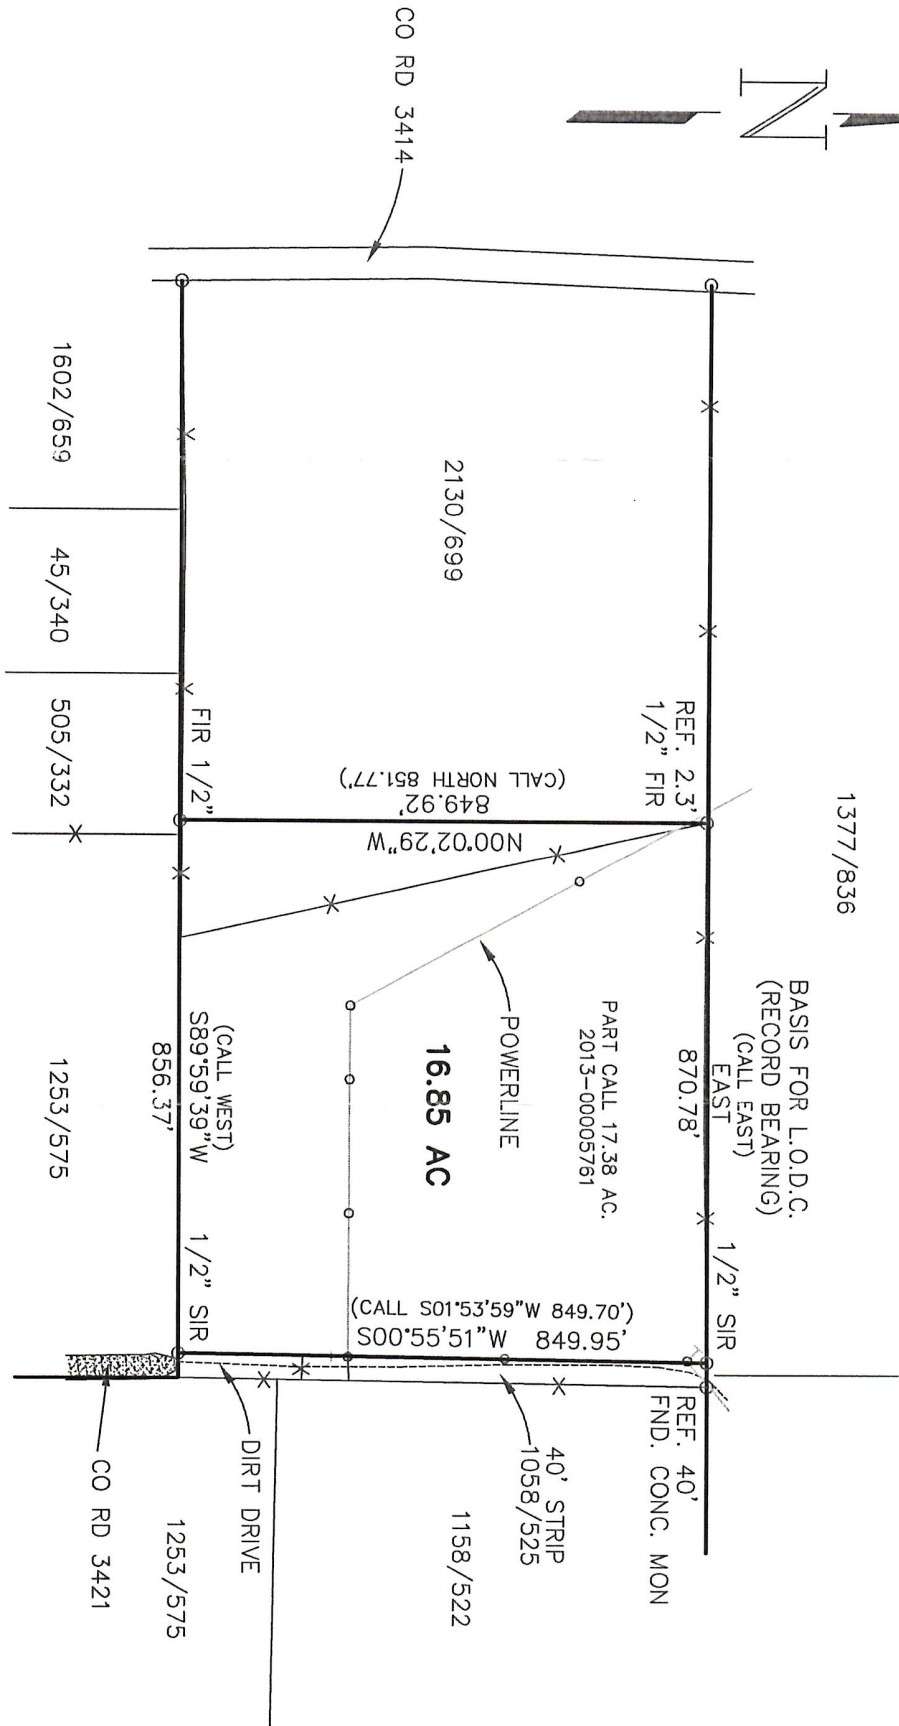 N
CO RD 3414
1377/836
BASIS FOR L.O.D.C.
(RECORD BEARING)
(CALL EAST)
EAST
870.78'
REF. 2.3'
1/2" FIR
1/2" SIR
REF. 40'
FND. CONC. MON
2130/699
(CALL NORTH 851.77')
849.92'
N00°02'29"W
PART CALL 17.38 AC.
2013-00005761
POWERLINE
16.85 AC
(CALL S01°53'59"W 849.70')
S00°55'51"W 849.95'
40' STRIP
1058/525
1158/522
FIR 1/2"
(CALL WEST)
S89°59'39"W
856.37'
1/2" SIR
DIRT DRIVE
1602/659
45/340
505/332
1253/575
CO RD 3421
1253/575